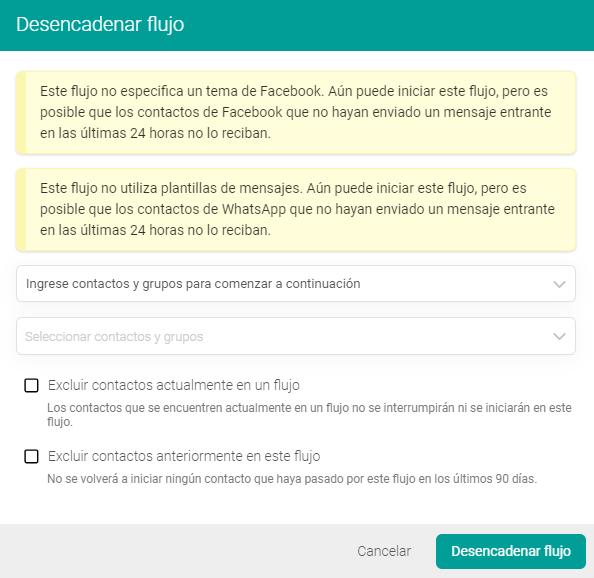 Desencadenar flujo
Este flujo no especifica un tema de Facebook. Aún puede iniciar este flujo, pero es
posible que los contactos de Facebook que no hayan enviado un mensaje entrante
en las últimas 24 horas no lo reciban.
Este flujo no utiliza plantillas de mensajes. Aún puede iniciar este flujo, pero es
posible que los contactos de WhatsApp que no hayan enviado un mensaje entrante
en las últimas 24 horas no lo reciban.
Ingrese contactos y grupos para comenzar a continuación
Seleccionar contactos y grupos
Excluir contactos actualmente en un flujo
Los contactos que se encuentren actualmente en un flujo no se interrumpirán ni se iniciarán en este
flujo.
Excluir contactos anteriormente en este flujo
No se volverá a iniciar ningún contacto que haya pasado por este flujo en los últimos 90 días.
Cancelar
Desencadenar flujo